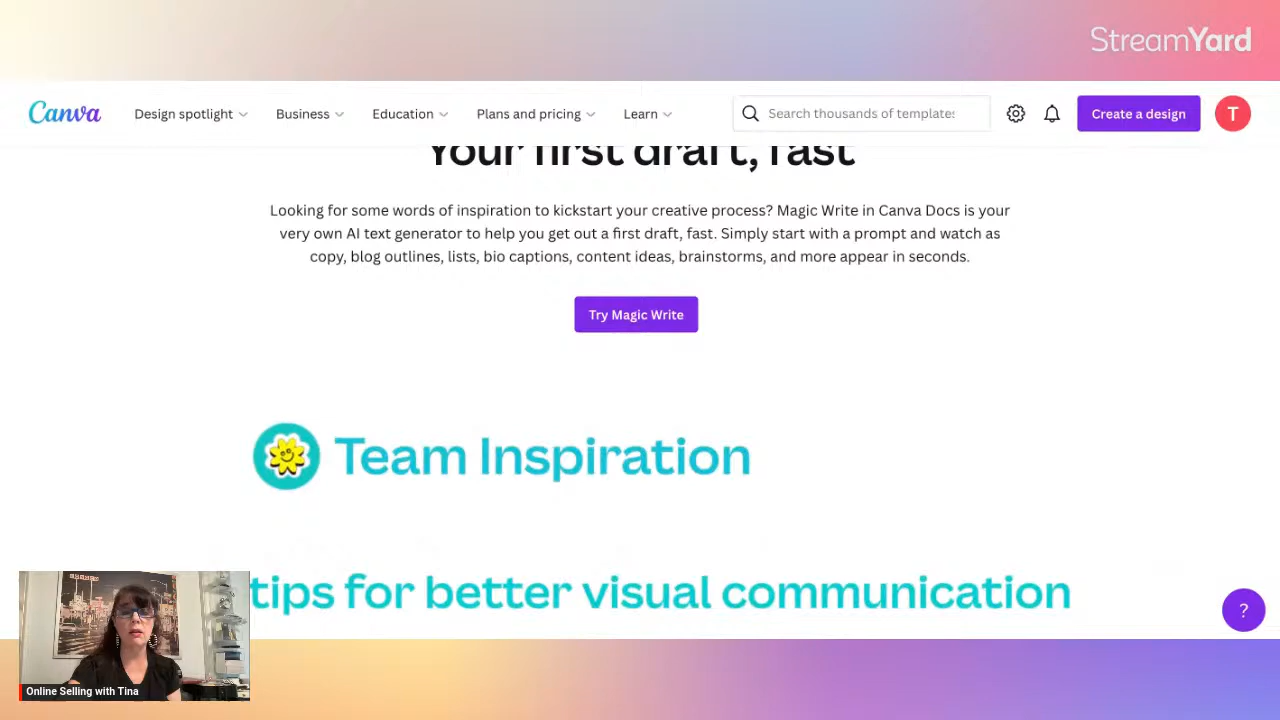 StreamYard
Canva
Design spotlight
Business
Education
Plans and pricing
Learn
Search thousands of templates
Create a design
T
Your first draft, fast
Looking for some words of inspiration to kickstart your creative process? Magic Write in Canva Docs is your
very own AI text generator to help you get out a first draft, fast. Simply start with a prompt and watch as
copy, blog outlines, lists, bio captions, content ideas, brainstorms, and more appear in seconds.
Try Magic Write
Team Inspiration
tips for better visual communication
?
Online Selling with Tina